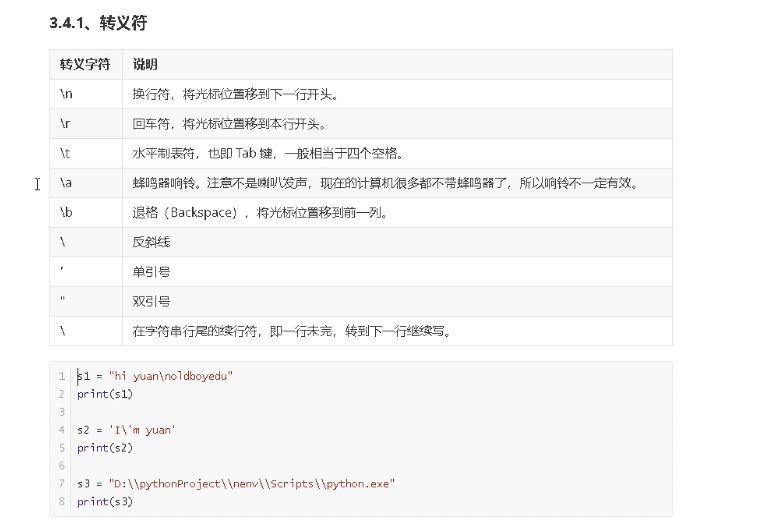 3.4.1、转义符
转义字符 说明
\n 换行符，将光标位置移到下一行开头。
\r 回车符，将光标位置移到本行开头。
\t 水平制表符，也即 Tab 键，一般相当于四个空格。
\a 蜂鸣器响铃。注意不是喇叭发声，现在的计算机很多都不带蜂鸣器了，所以响铃不一定有效。
\b 退格（Backspace），将光标位置移到前一列。
\ 反斜线
' 单引号
" 双引号
\ 在字符串行尾的续行符，即一行未完，转到下一行继续写。
1 s1 = "hi yuan\noldboyedu"
2 print(s1)
3
4 s2 = 'I\'m yuan'
5 print(s2)
6
7 s3 = "D:\\pythonProject\\nenv\\Scripts\\python.exe"
8 print(s3)